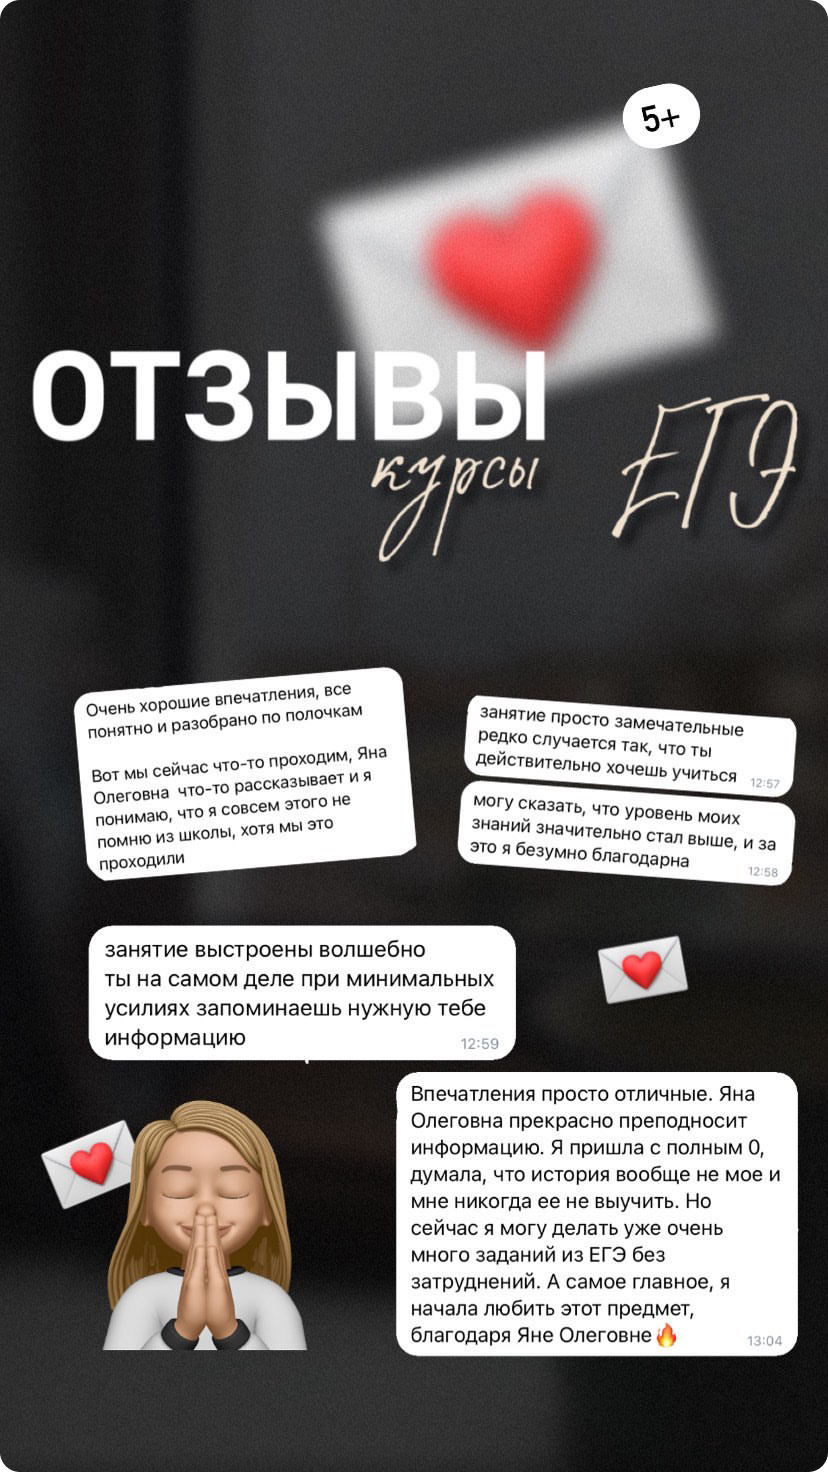 5+
ОТЗЫВЫ
курсы
ЕГЭ
Очень хорошие впечатления, все
понятно и разобрано по полочкам
Вот мы сейчас что-то проходим, Яна
Олеговна что-то рассказывает и я
понимаю, что я совсем этого не
помню из школы, хотя мы это
проходили
занятие просто замечательные
редко случается так, что ты
действительно хочешь учиться
12:57
могу сказать, что уровень моих
знаний значительно стал выше, и за
это я безумно благодарна
12:58
занятие выстроены волшебно
ты на самом деле при минимальных
усилиях запоминаешь нужную тебе
информацию
12:59
Впечатления просто отличные. Яна
Олеговна прекрасно преподносит
информацию. Я пришла с полным 0,
думала, что история вообще не мое и
мне никогда ее не выучить. Но
сейчас я могу делать уже очень
много заданий из ЕГЭ без
затруднений. А самое главное, я
начала любить этот предмет,
благодаря Яне Олеговне🔥
13:04